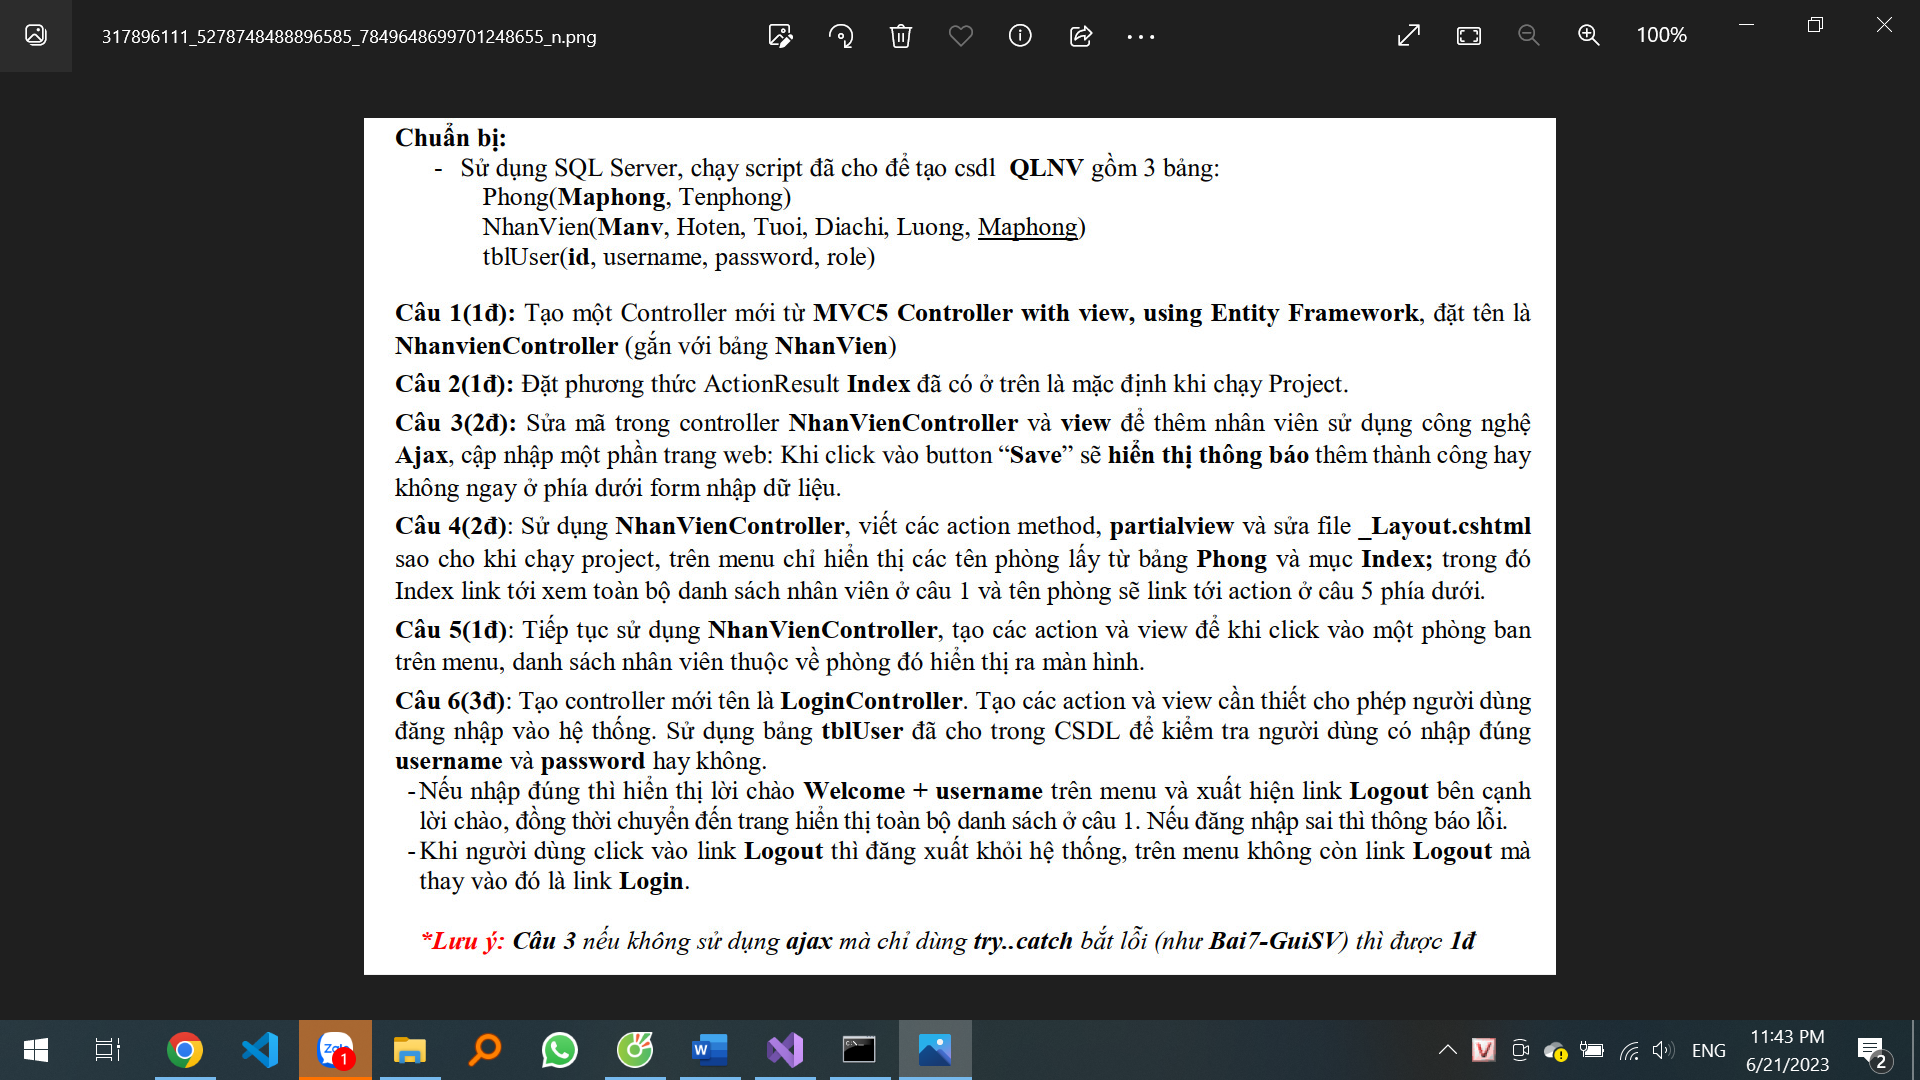 317896111_5278748488896585_7849648699701248655_n.png
100%
Chuẩn bị:
- Sử dụng SQL Server, chạy script đã cho để tạo csdl QLNV gồm 3 bảng:
Phong(Maphong, Tenphong)
NhanVien(Manv, Hoten, Tuoi, Diachi, Luong, Maphong)
tblUser(id, username, password, role)
Câu 1(1đ): Tạo một Controller mới từ MVC5 Controller with view, using Entity Framework, đặt tên là
NhanvienController (gắn với bảng NhanVien)
Câu 2(1đ): Đặt phương thức ActionResult Index đã có ở trên là mặc định khi chạy Project.
Câu 3(2đ): Sửa mã trong controller NhanVienController và view để thêm nhân viên sử dụng công nghệ
Ajax, cập nhập một phần trang web: Khi click vào button “Save” sẽ hiển thị thông báo thêm thành công hay
không ngay ở phía dưới form nhập dữ liệu.
Câu 4(2đ): Sử dụng NhanVienController, viết các action method, partialview và sửa file _Layout.cshtml
sao cho khi chạy project, trên menu chỉ hiển thị các tên phòng lấy từ bảng Phong và mục Index; trong đó
Index link tới xem toàn bộ danh sách nhân viên ở câu 1 và tên phòng sẽ link tới action ở câu 5 phía dưới.
Câu 5(1đ): Tiếp tục sử dụng NhanVienController, tạo các action và view để khi click vào một phòng ban
trên menu, danh sách nhân viên thuộc về phòng đó hiển thị ra màn hình.
Câu 6(3đ): Tạo controller mới tên là LoginController. Tạo các action và view cần thiết cho phép người dùng
đăng nhập vào hệ thống. Sử dụng bảng tblUser đã cho trong CSDL để kiểm tra người dùng có nhập đúng
username và password hay không.
- Nếu nhập đúng thì hiển thị lời chào Welcome + username trên menu và xuất hiện link Logout bên cạnh
lời chào, đồng thời chuyển đến trang hiển thị toàn bộ danh sách ở câu 1. Nếu đăng nhập sai thì thông báo lỗi.
- Khi người dùng click vào link Logout thì đăng xuất khỏi hệ thống, trên menu không còn link Logout mà
thay vào đó là link Login.
*Lưu ý: Câu 3 nếu không sử dụng ajax mà chỉ dùng try..catch bắt lỗi (như Bai7-GuiSV) thì được 1đ
Zalo
1
W
C:\
V
ENG
11:43 PM
6/21/2023
2